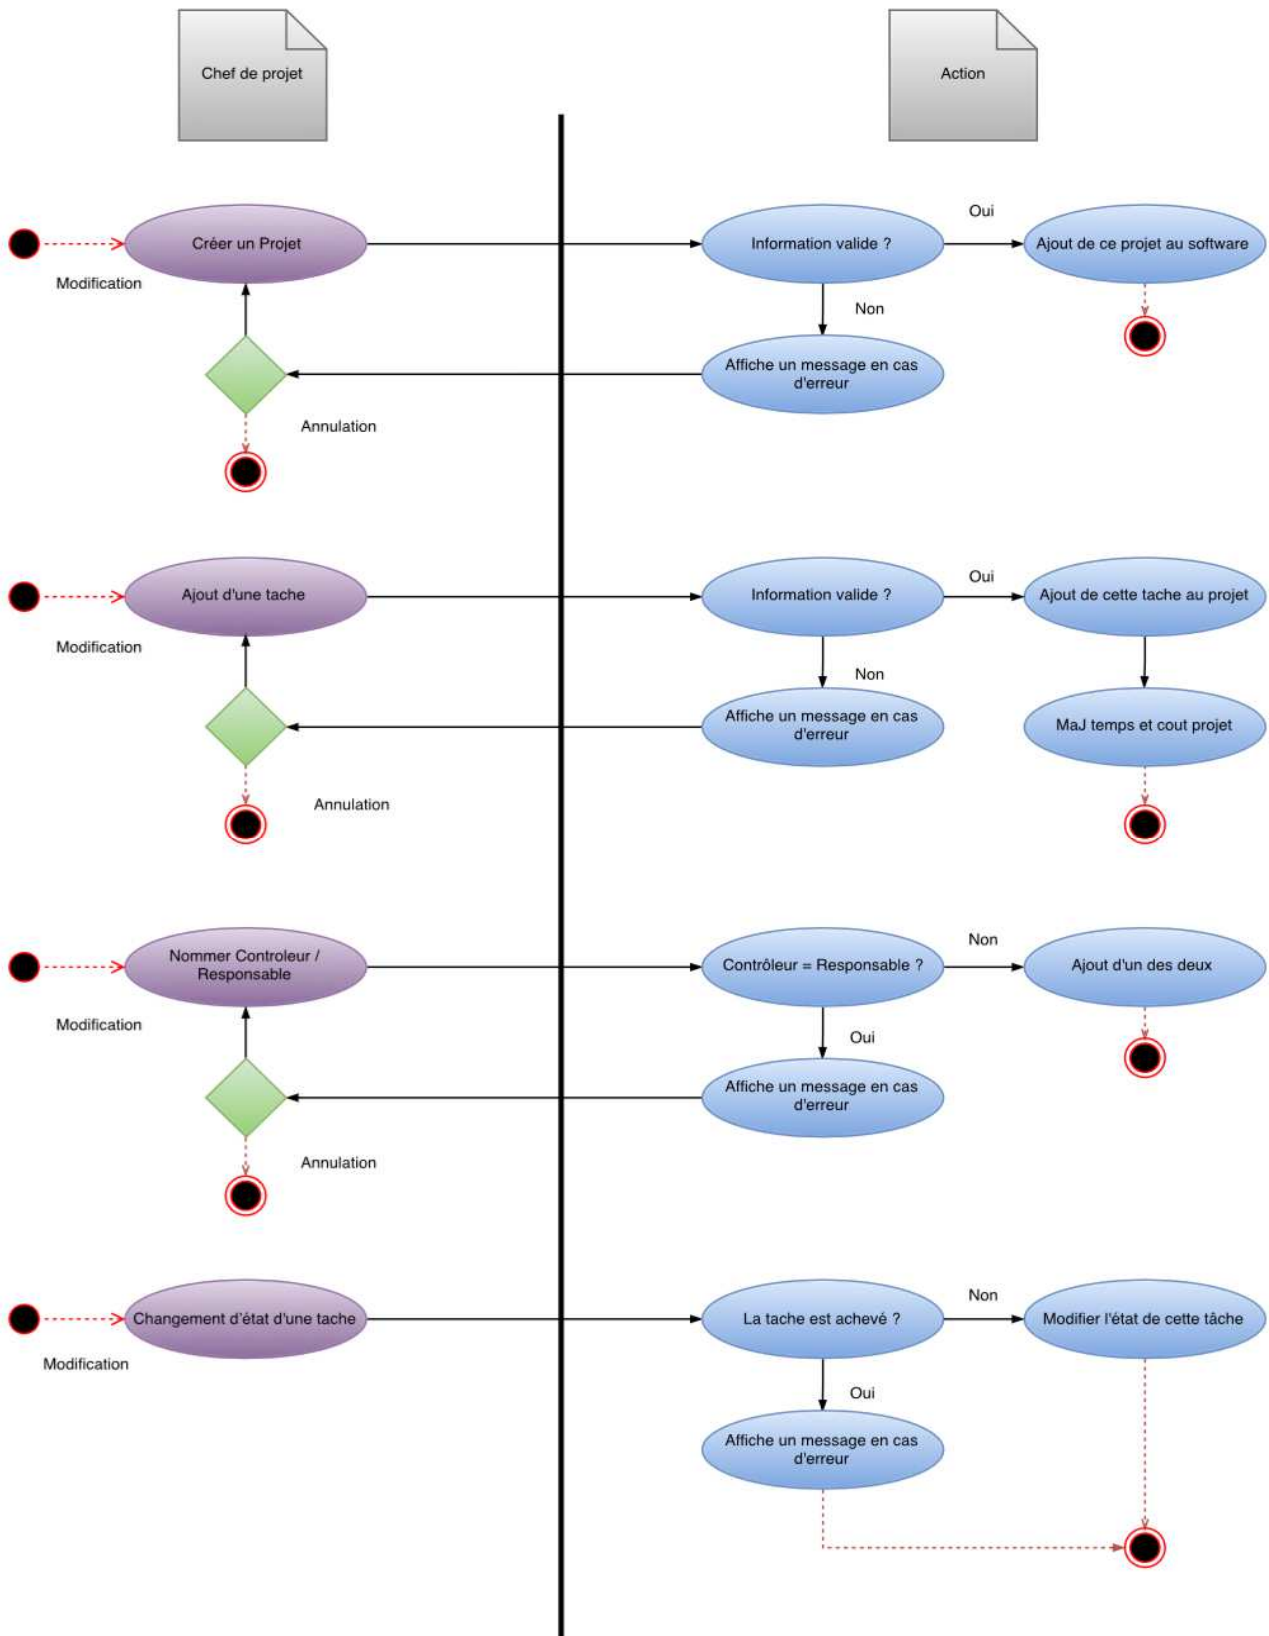 Chef de projet
Action
Créer un Projet
Information valide ?
Oui
Ajout de ce projet au software
Modification
Non
Affiche un message en cas
d'erreur
Annulation
Ajout d'une tache
Information valide ?
Oui
Ajout de cette tache au projet
Modification
Non
Affiche un message en cas
d'erreur
MaJ temps et cout projet
Annulation
Nommer Controleur /
Responsable
Contrôleur = Responsable ?
Non
Ajout d'un des deux
Modification
Oui
Affiche un message en cas
d'erreur
Annulation
Changement d'état d'une tache
La tache est achevé ?
Non
Modifier l'état de cette tâche
Modification
Oui
Affiche un message en cas
d'erreur